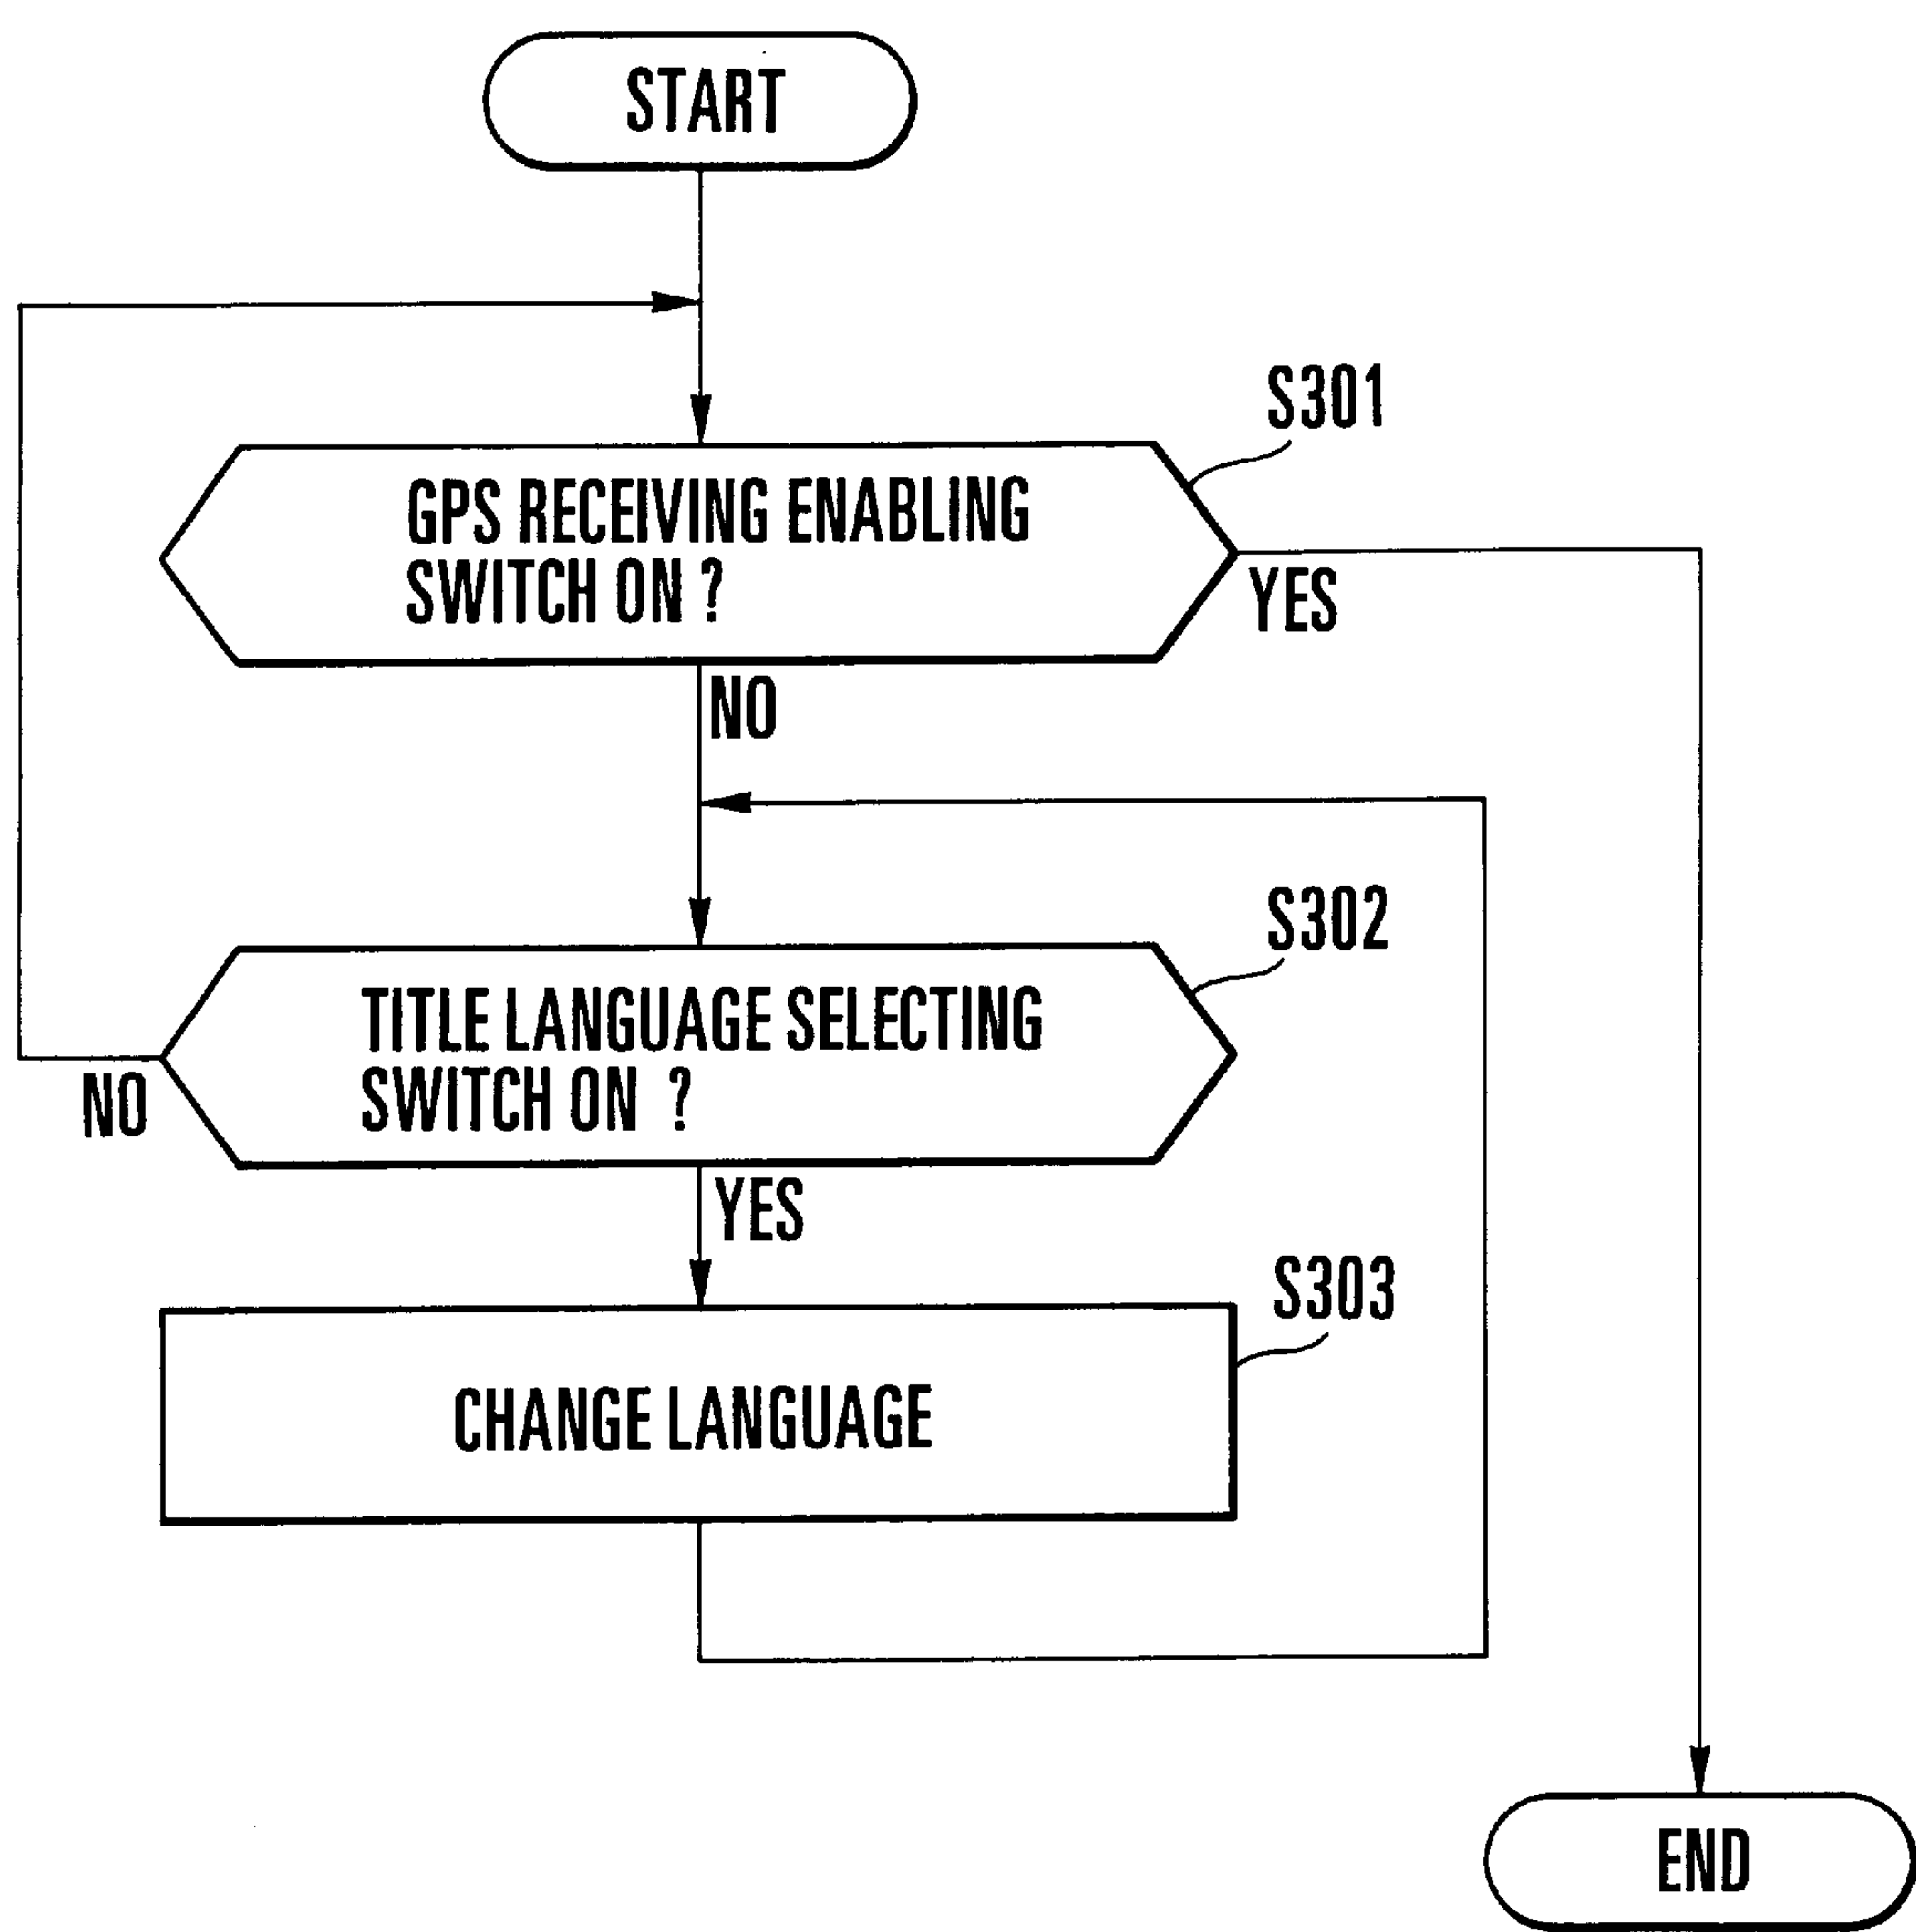 START
S301
GPS RECEIVING ENABLING
SWITCH ON ?
YES
NO
S302
TITLE LANGUAGE SELECTING
SWITCH ON ?
NO
YES
S303
CHANGE LANGUAGE
END